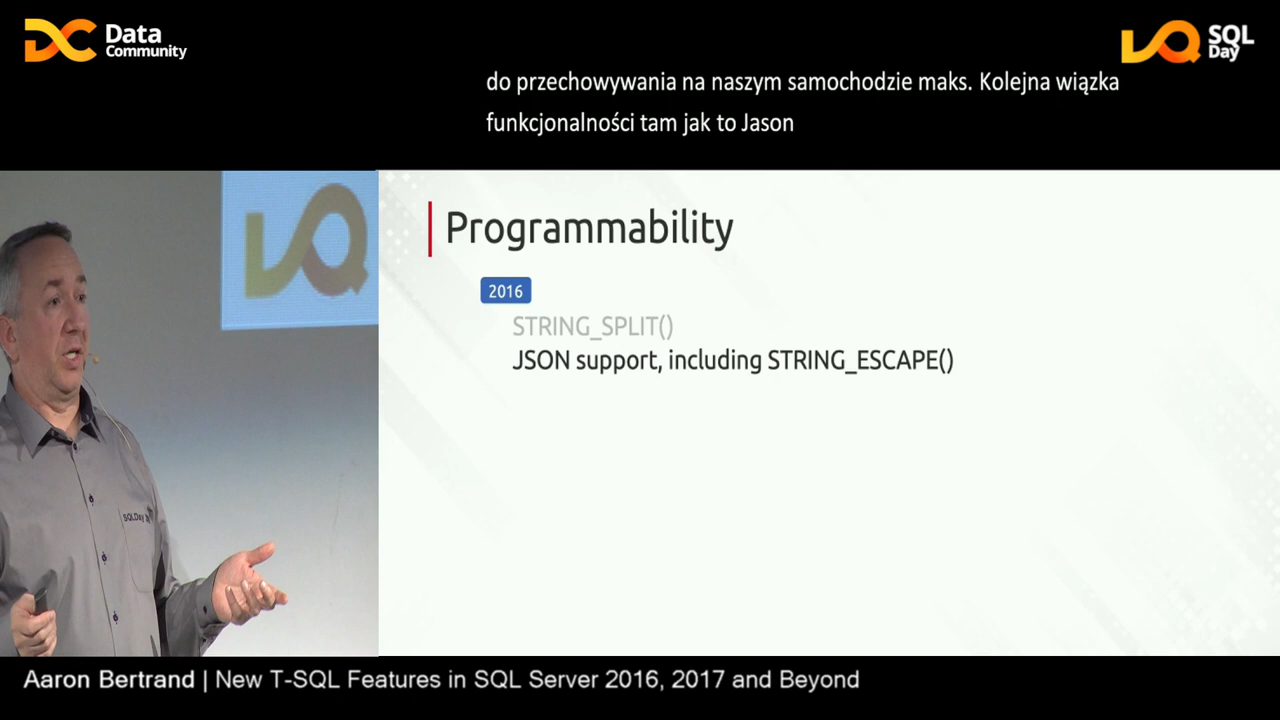 Data
Community
SQL
Day
do przechowywania na naszym samochodzie maks. Kolejna wiązka
funkcjonalności tam jak to Jason
Programmability
2016
STRING_SPLIT()
JSON support, including STRING_ESCAPE()
SQLDay
Aaron Bertrand | New T-SQL Features in SQL Server 2016, 2017 and Beyond